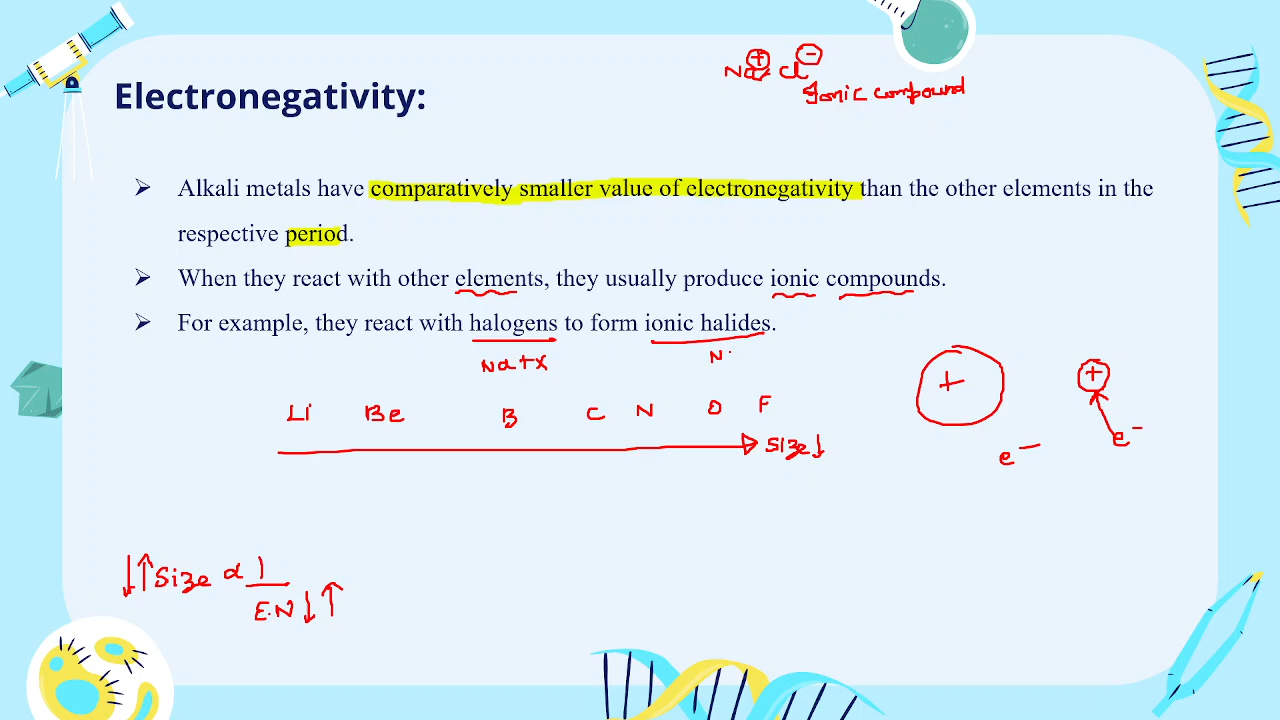 Na⊕ Cl⊖
Ionic compound
Electronegativity:
➢ Alkali metals have comparatively smaller value of electronegativity than the other elements in the
respective period.
➢ When they react with other elements, they usually produce ionic compounds.
➢ For example, they react with halogens to form ionic halides.
Na+X N
+ +
Li Be B C N O F
e⁻ e⁻
Size↓
↓↑Size ∝ 1
E.N↓↑